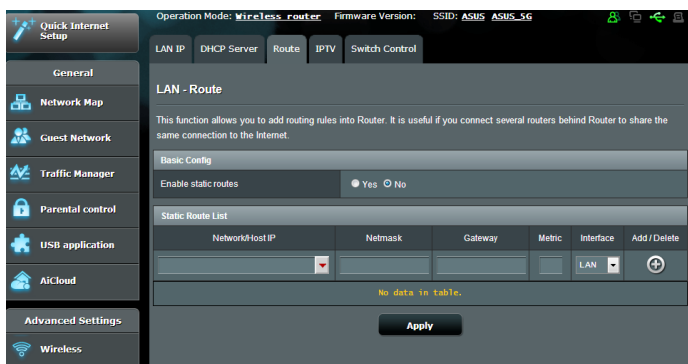 Quick Internet Setup
Operation Mode: Wireless router Firmware Version: SSID: ASUS ASUS_5G
LAN IP DHCP Server Route IPTV Switch Control
General
Network Map
Guest Network
Traffic Manager
Parental control
USB application
AiCloud
Advanced Settings
Wireless
LAN - Route
This function allows you to add routing rules into Router. It is useful if you connect several routers behind Router to share the
same connection to the Internet.
Basic Config
Enable static routes Yes No
Static Route List
Network/Host IP Netmask Gateway Metric Interface Add / Delete
LAN
No data in table.
Apply